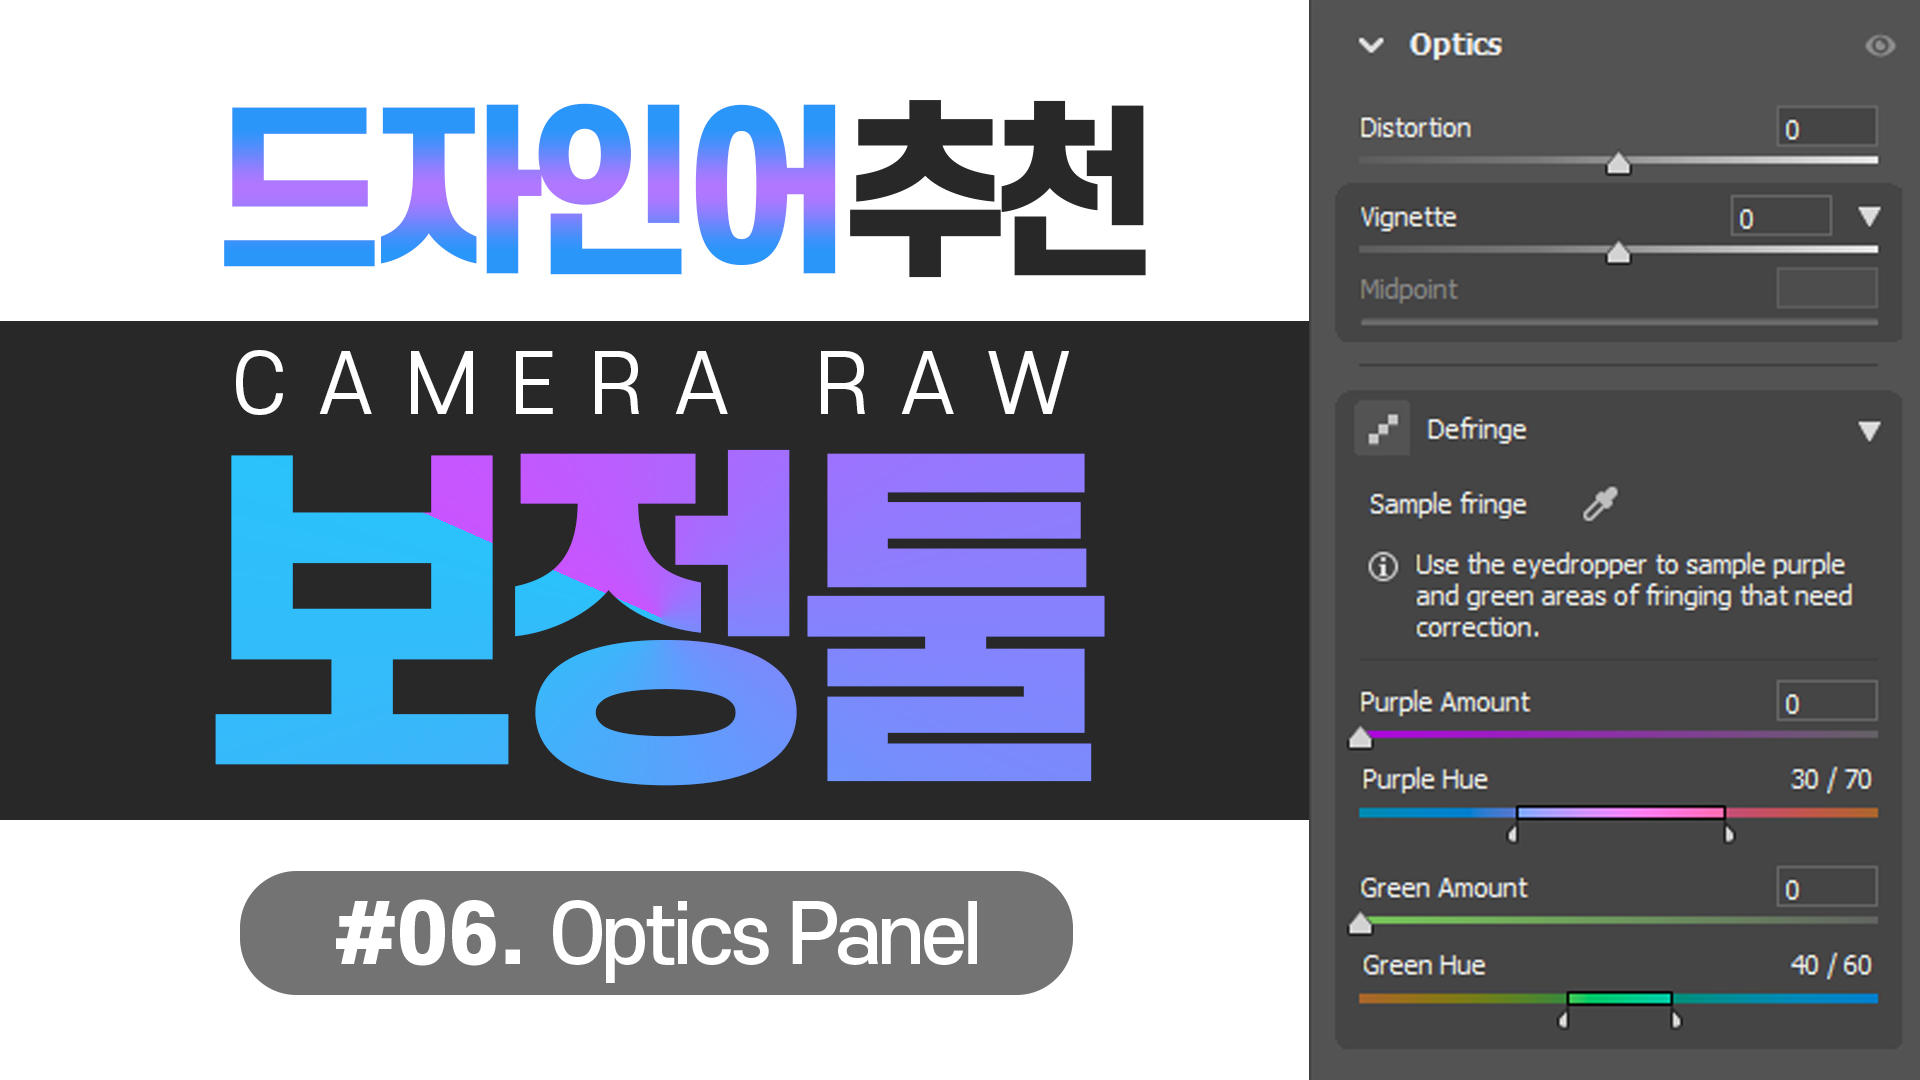 드자인어추천
CAMERA RAW
보정툴
#06. Optics Panel
Optics
Distortion 0
Vignette 0
Midpoint
Defringe
Sample fringe
Use the eyedropper to sample purple
and green areas of fringing that need
correction.
Purple Amount 0
Purple Hue 30 / 70
Green Amount 0
Green Hue 40 / 60